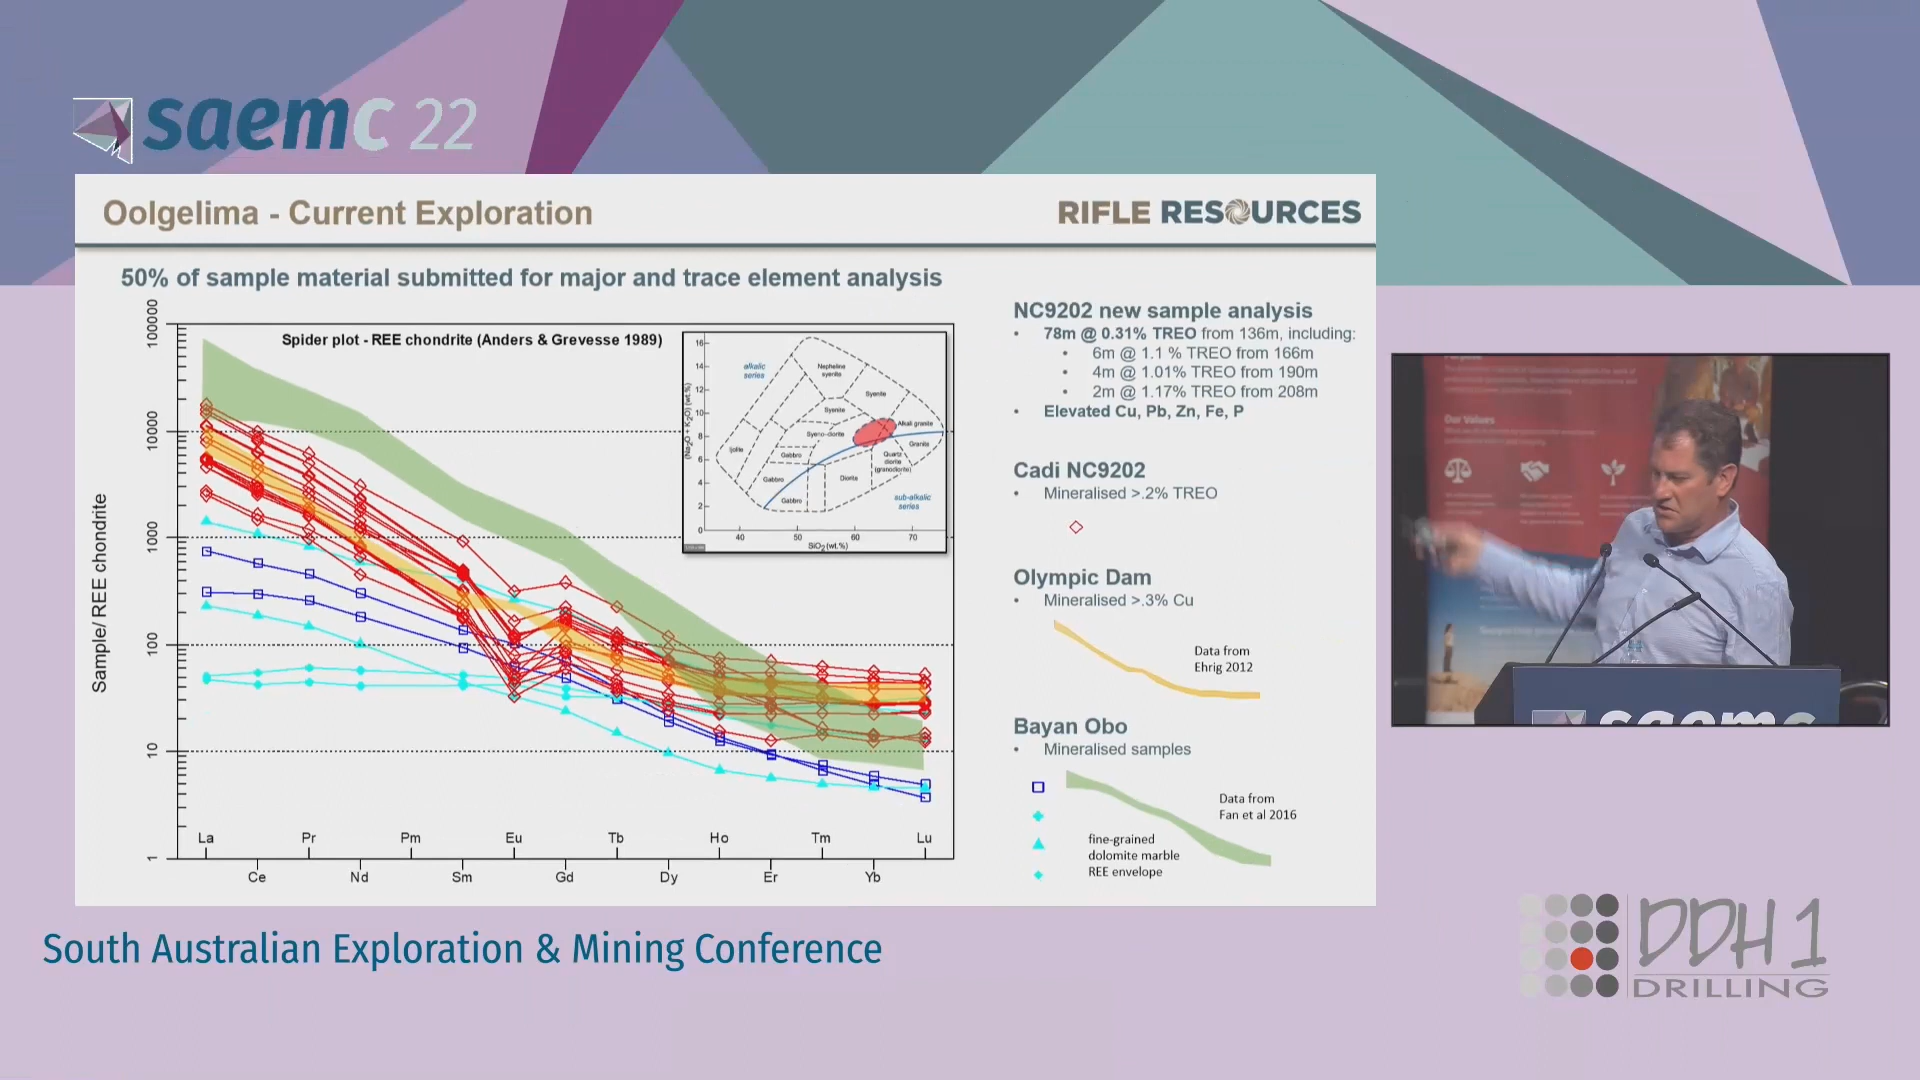 saemc 22
Oolgelima - Current Exploration
RIFLE RESOURCES
50% of sample material submitted for major and trace element analysis
Spider plot - REE chondrite (Anders & Grevesse 1989)
Sample/ REE chondrite
100000
10000
1000
100
10
1
La
Pr
Pm
Eu
Tb
Ho
Tm
Lu
Ce
Nd
Sm
Gd
Dy
Er
Yb
(Na2O + K2O) (wt.%)
16
14
12
10
8
6
4
2
0
40
50
60
70
SiO2 (wt.%)
alkalic
series
Nepheline
syenite
Syenite
Syenite
Syeno-diorite
Alkali granite
Granite
Ijolite
Gabbro
Quartz
diorite
(granodiorite)
Gabbro
Diorite
Gabbro
sub-alkalic
series
NC9202 new sample analysis
• 78m @ 0.31% TREO from 136m, including:
• 6m @ 1.1 % TREO from 166m
• 4m @ 1.01% TREO from 190m
• 2m @ 1.17% TREO from 208m
• Elevated Cu, Pb, Zn, Fe, P
Cadi NC9202
• Mineralised >.2% TREO
Olympic Dam
• Mineralised >.3% Cu
Data from
Ehrig 2012
Bayan Obo
• Mineralised samples
Data from
Fan et al 2016
fine-grained
dolomite marble
REE envelope
Our Values
saemc
South Australian Exploration & Mining Conference
DDH 1
DRILLING